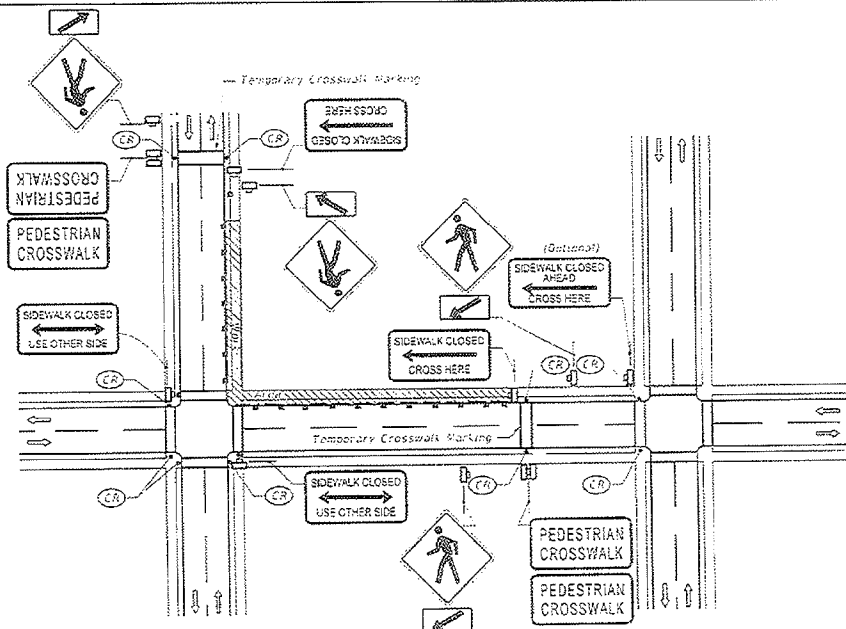 Temporary Crosswalk Marking
SIDEWALK CLOSED
CROSS HERE
CR
CR
PEDESTRIAN
CROSSWALK
PEDESTRIAN
CROSSWALK
(Optional)
SIDEWALK CLOSED
AHEAD
CROSS HERE
SIDEWALK CLOSED
USE OTHER SIDE
SIDEWALK CLOSED
CROSS HERE
CR
CR
CR
Temporary Crosswalk Marking
CR
CR
SIDEWALK CLOSED
USE OTHER SIDE
CR
CR
PEDESTRIAN
CROSSWALK
PEDESTRIAN
CROSSWALK